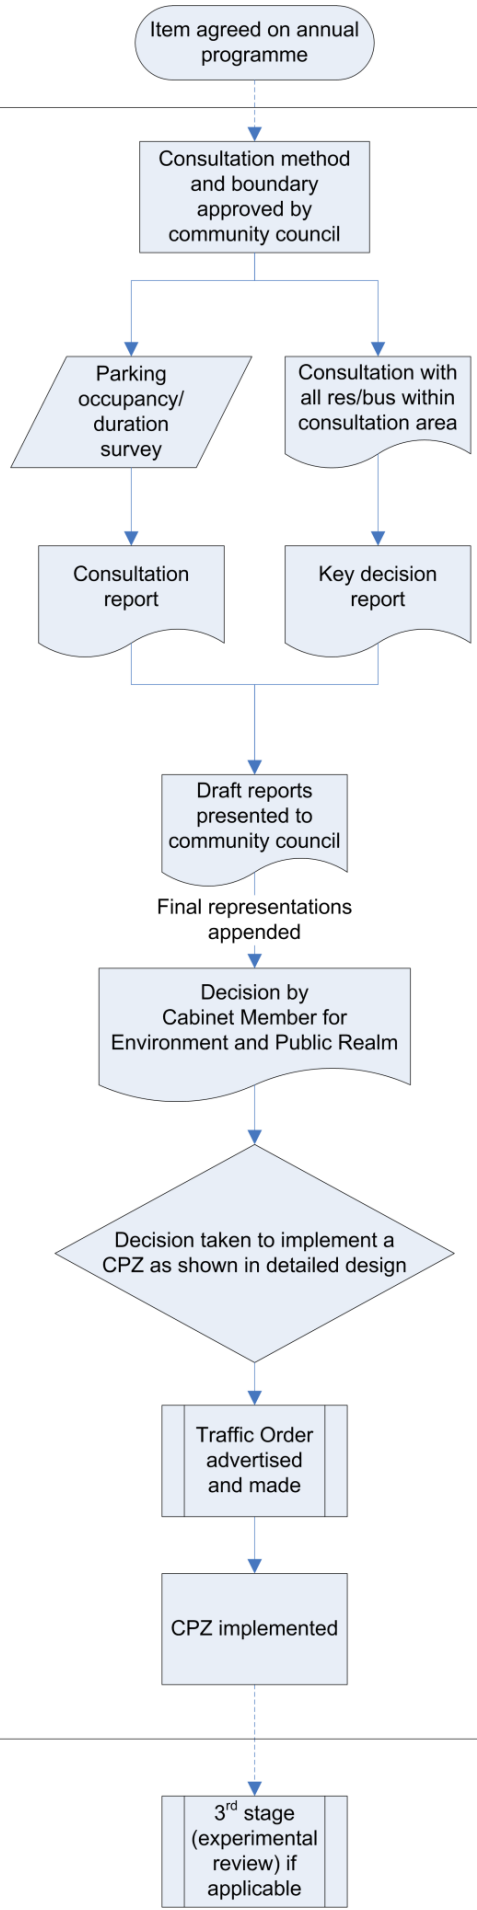 Item agreed on annual
programme
Consultation method
and boundary
approved by
community council
Parking
occupancy/
duration
survey
Consultation with
all res/bus within
consultation area
Consultation
report
Key decision
report
Draft reports
presented to
community council
Final representations
appended
Decision by
Cabinet Member for
Environment and Public Realm
Decision taken to implement a
CPZ as shown in detailed design
Traffic Order
advertised
and made
CPZ implemented
3rd stage
(experimental
review) if
applicable